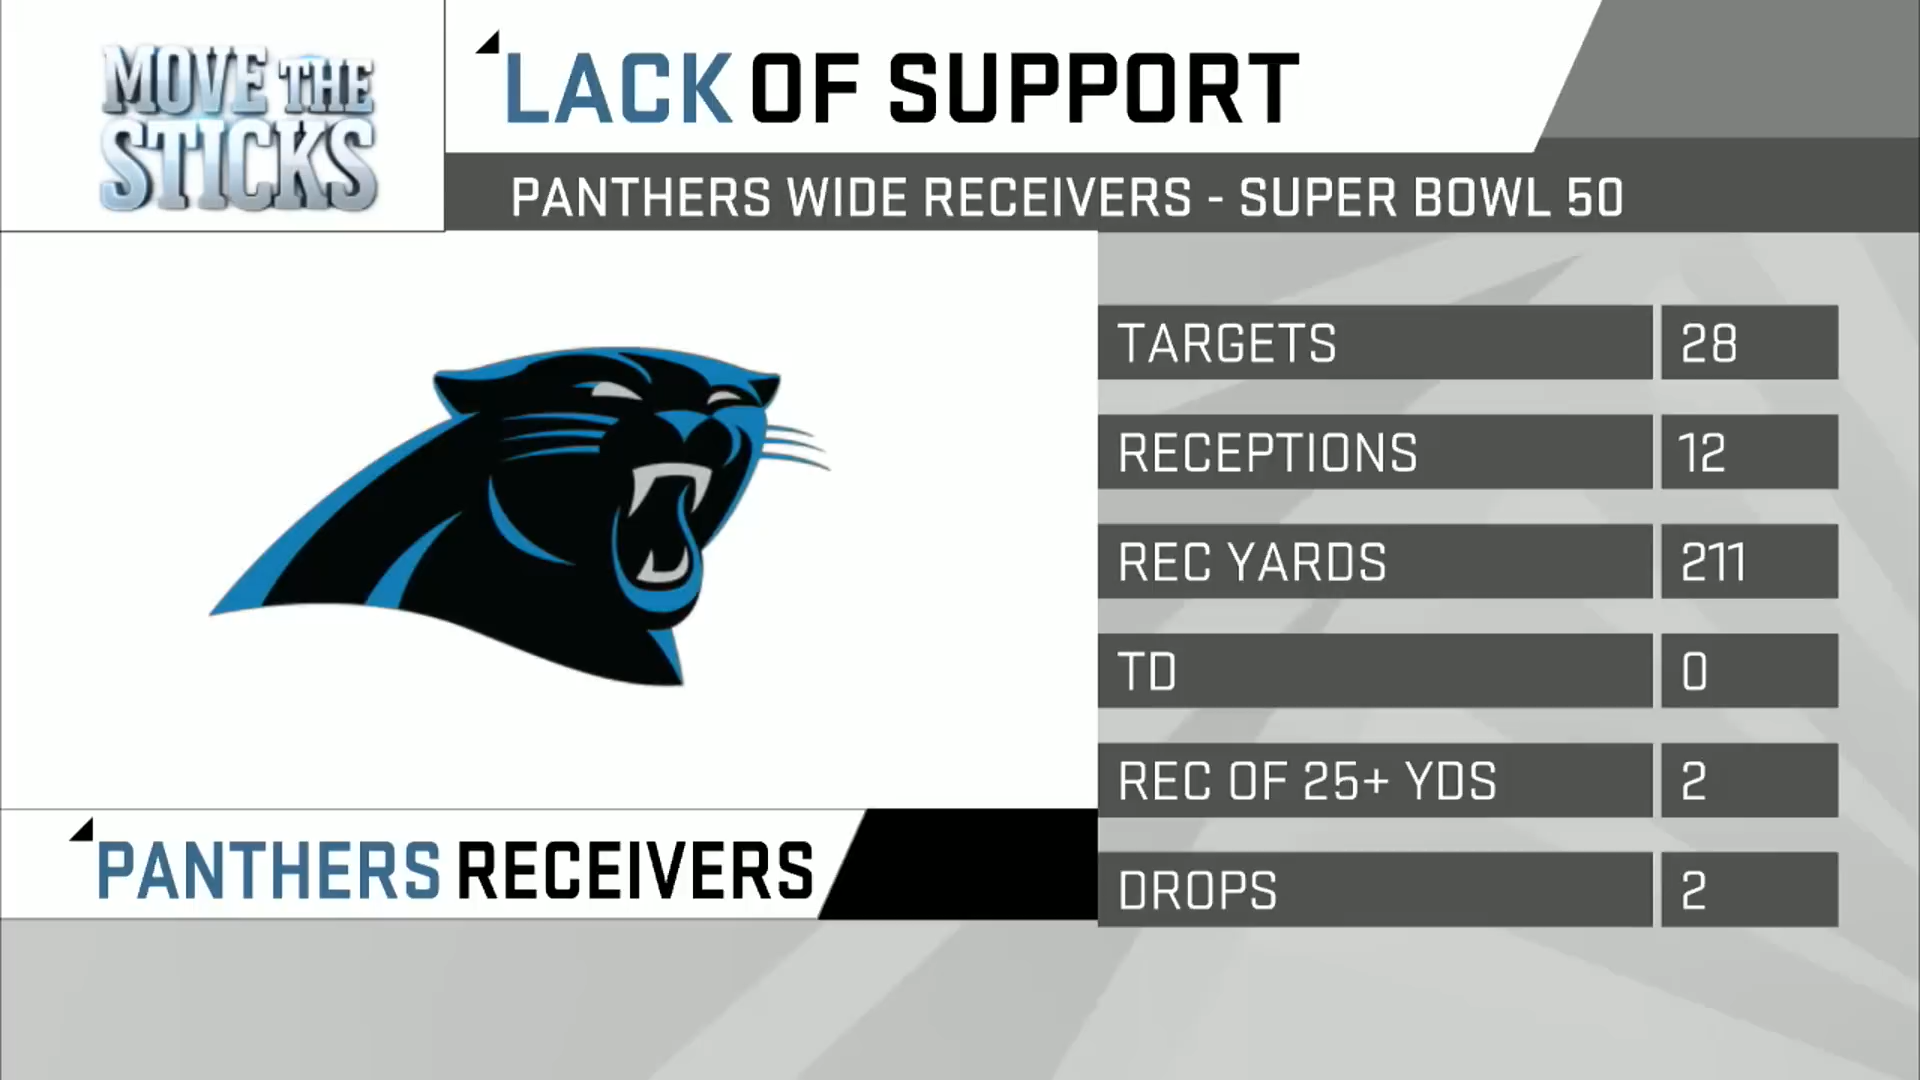 MOVE THE
STICKS
LACK OF SUPPORT
PANTHERS WIDE RECEIVERS - SUPER BOWL 50
TARGETS 28
RECEPTIONS 12
REC YARDS 211
TD 0
REC OF 25+ YDS 2
DROPS 2
PANTHERS RECEIVERS